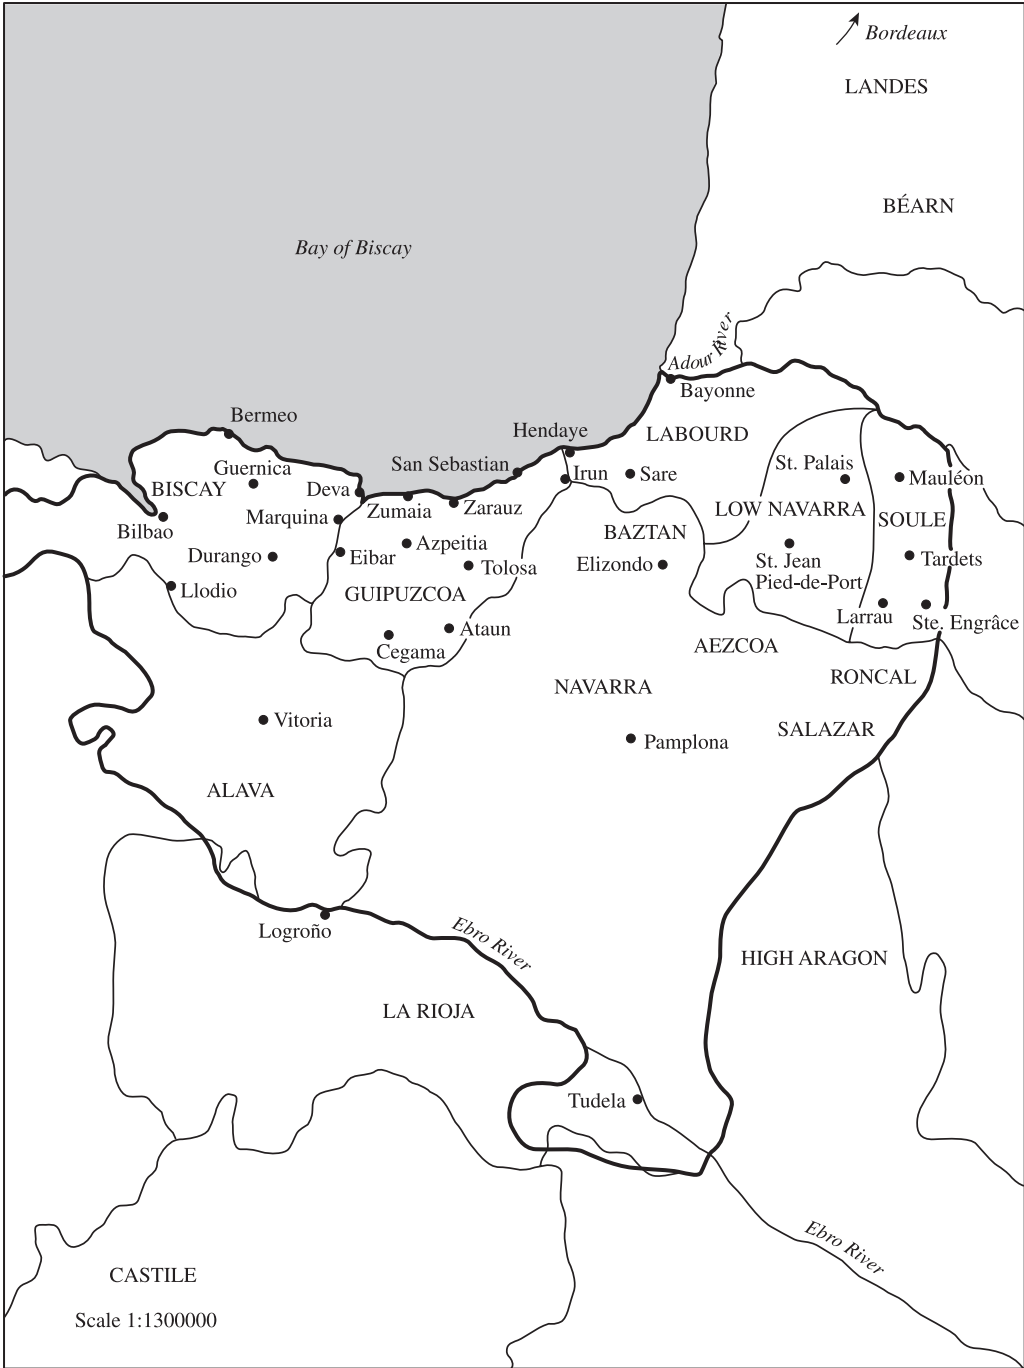 Bordeaux
LANDES
BÉARN
Bay of Biscay
Adour River
Bayonne
Bermeo
Hendaye
LABOURD
Guernica
San Sebastian
Irun
Sare
St. Palais
Mauléon
BISCAY
Deva
Zumaia
Zarauz
LOW NAVARRA
SOULE
Bilbao
Marquina
BAZTAN
Durango
Eibar
Azpeitia
Tolosa
Elizondo
St. Jean
Pied-de-Port
Tardets
Llodio
GUIPUZCOA
Larrau
Ste. Engrâce
Cegama
Ataun
AEZCOA
NAVARRA
RONCAL
Vitoria
Pamplona
SALAZAR
ALAVA
Logroño
Ebro River
HIGH ARAGON
LA RIOJA
Tudela
Ebro River
CASTILE
Scale 1:1300000